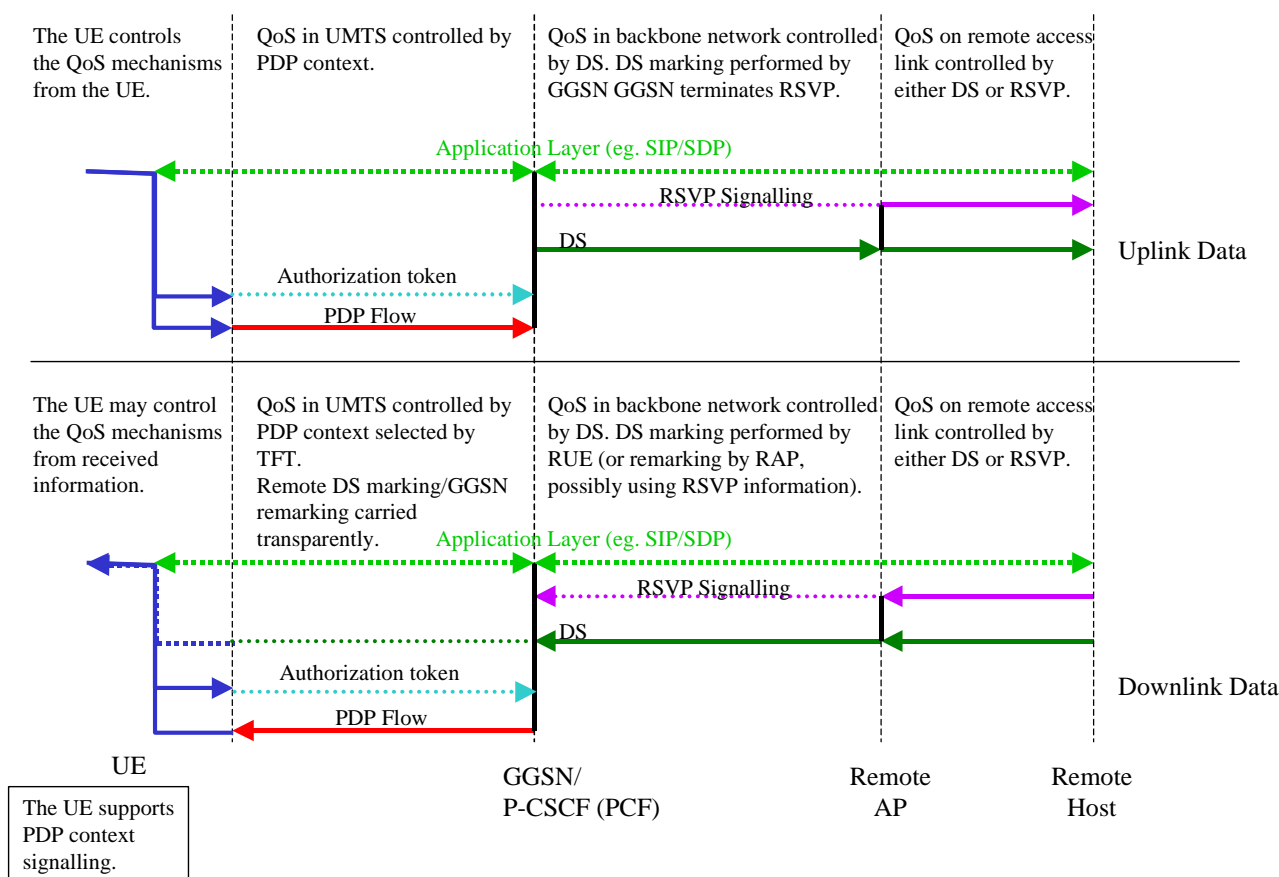 The UE controls
the QoS mechanisms
from the UE.
QoS in UMTS controlled by
PDP context.
QoS in backbone network controlled
by DS. DS marking performed by
GGSN GGSN terminates RSVP.
QoS on remote access
link controlled by
either DS or RSVP.
Application Layer (eg. SIP/SDP)
RSVP Signalling
DS
Uplink Data
Authorization token
PDP Flow
The UE may control
the QoS mechanisms
from received
information.
QoS in UMTS controlled by
PDP context selected by
TFT.
Remote DS marking/GGSN
remarking carried
transparently.
QoS in backbone network controlled
by DS. DS marking performed by
RUE (or remarking by RAP,
possibly using RSVP information).
QoS on remote access
link controlled by
either DS or RSVP.
Application Layer (eg. SIP/SDP)
RSVP Signalling
DS
Authorization token
Downlink Data
PDP Flow
UE
GGSN/
P-CSCF (PCF)
Remote
AP
Remote
Host
The UE supports
PDP context
signalling.